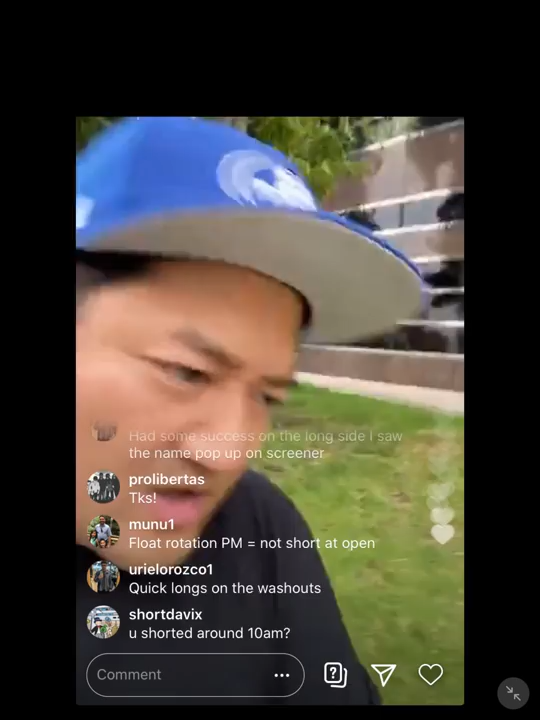 Had some success on the long side I saw
the name pop up on screener
prolibertas
Tks!
munu1
Float rotation PM = not short at open
urielorozco1
Quick longs on the washouts
shortdavix
u shorted around 10am?
Comment